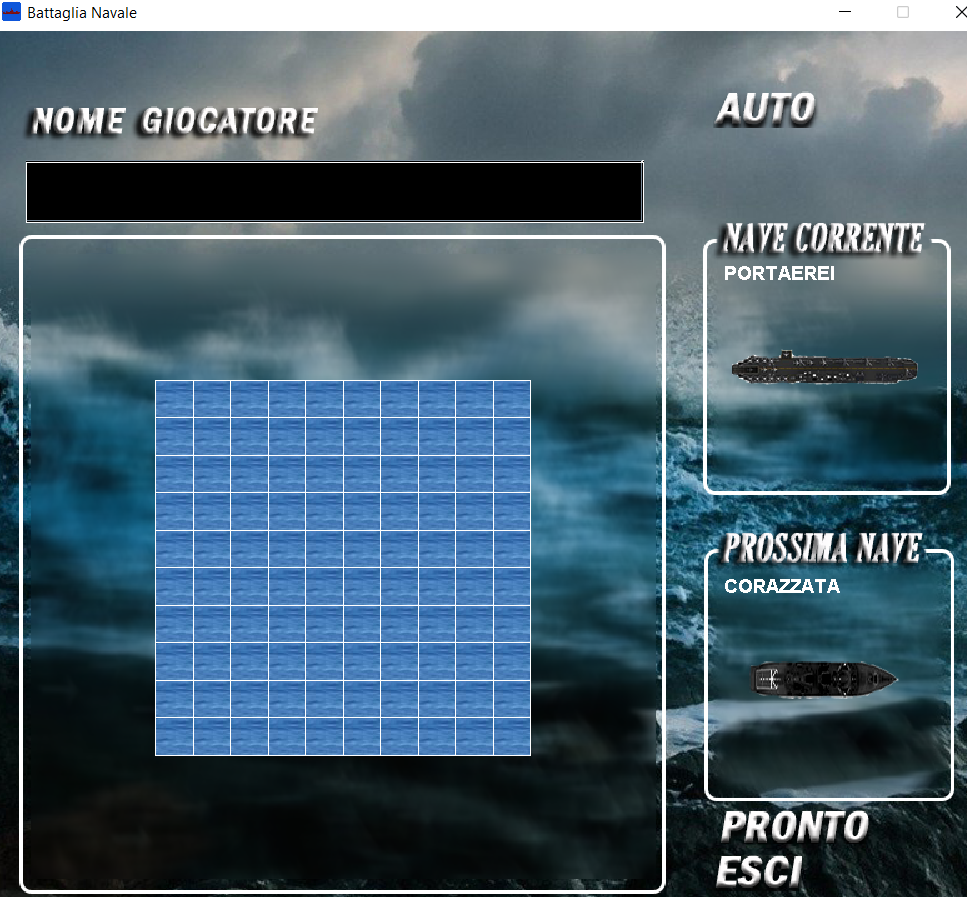 Battaglia Navale
NOME GIOCATORE
AUTO
NAVE CORRENTE
PORTAEREI
PROSSIMA NAVE
CORAZZATA
PRONTO
ESCI